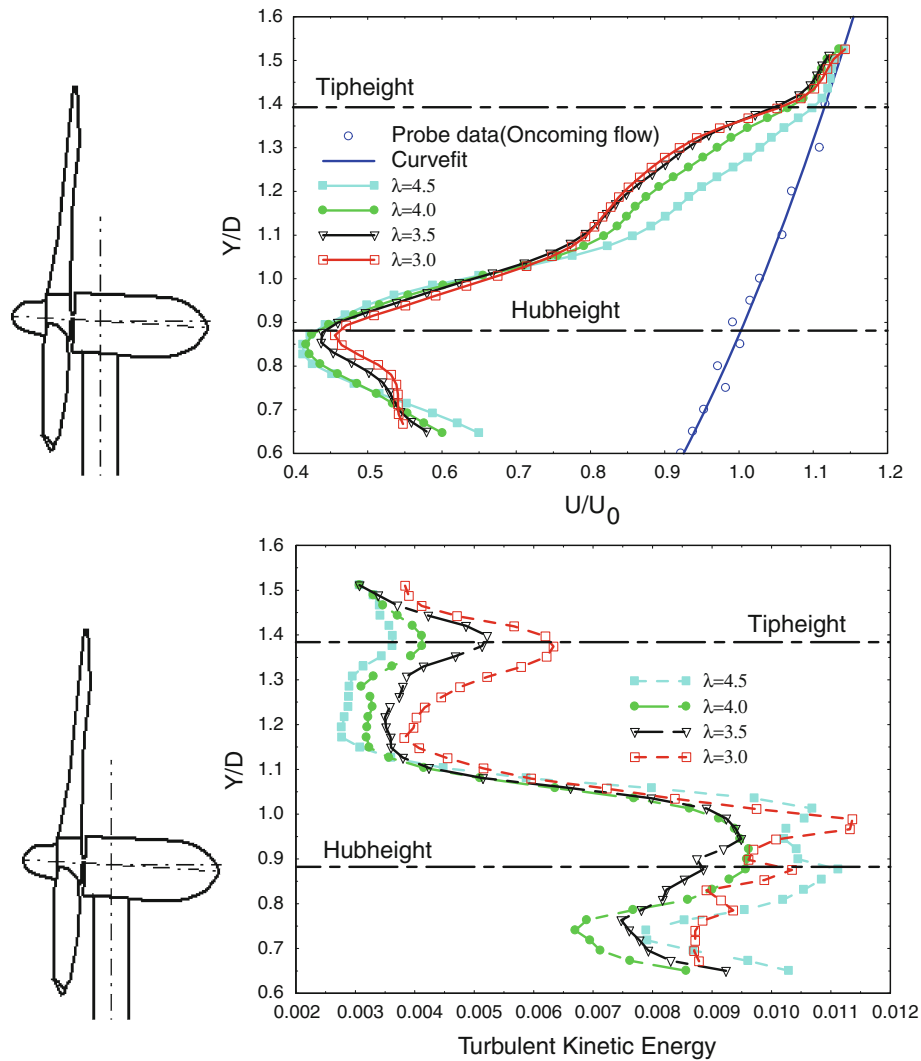 1.6
1.5
Tipheight
1.4
Probe data(Oncoming flow)
1.3
Curvefit
1.2
λ=4.5
Y/D
λ=4.0
1.1
λ=3.5
λ=3.0
1.0
Hubheight
0.9
0.8
0.7
0.6
0.4 0.5 0.6 0.7 0.8 0.9 1.0 1.1 1.2
U/U0
1.6
1.5
Tipheight
1.4
1.3
λ=4.5
λ=4.0
1.2
λ=3.5
Y/D
λ=3.0
1.1
1.0
Hubheight
0.9
0.8
0.7
0.6
0.002 0.003 0.004 0.005 0.006 0.007 0.008 0.009 0.010 0.011 0.012
Turbulent Kinetic Energy